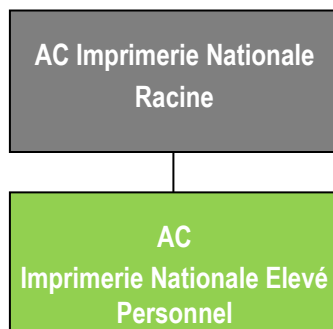 AC Imprimerie Nationale
Racine
AC
Imprimerie Nationale Elevé
Personnel